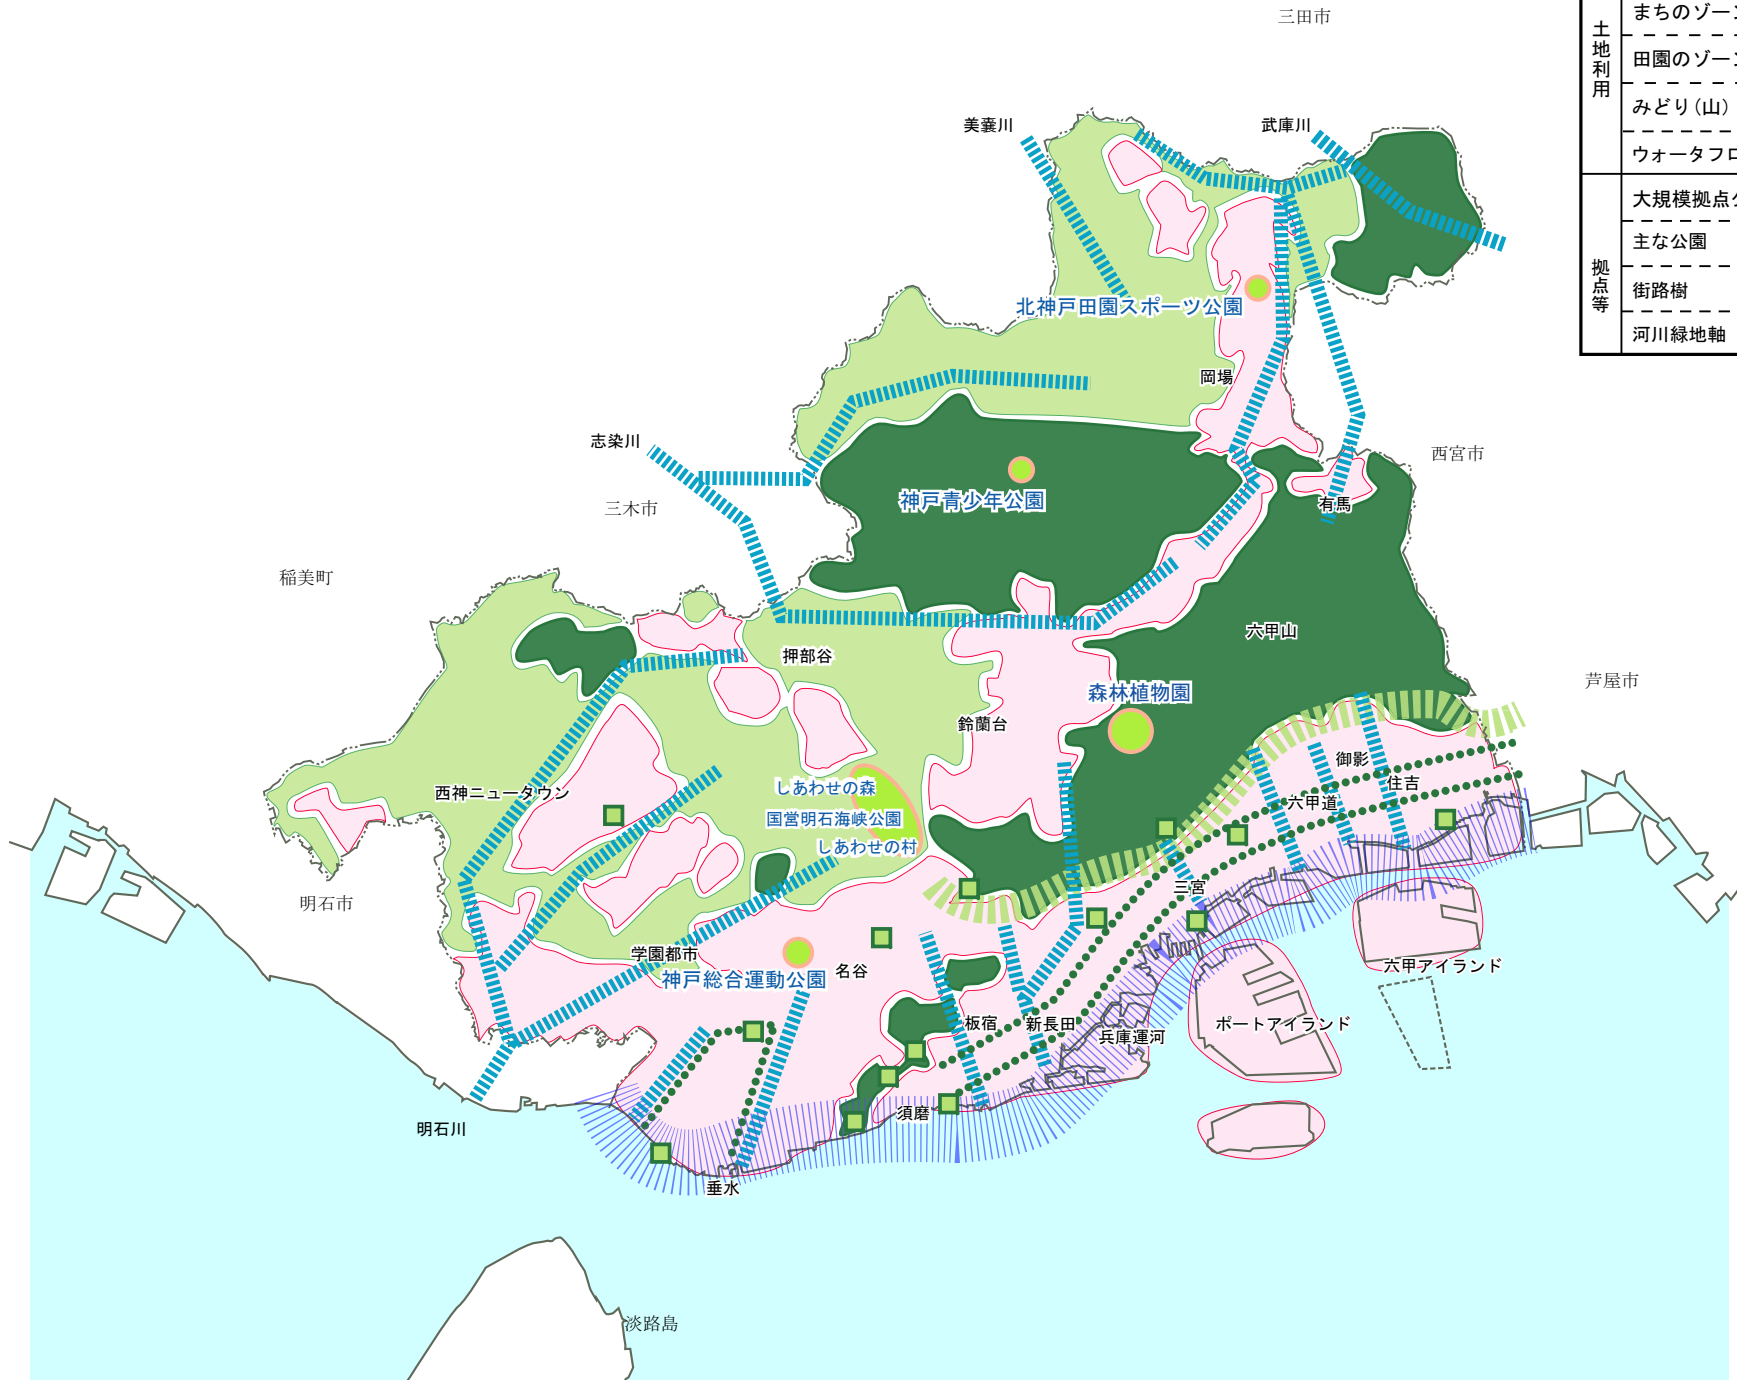 三田市
まちのゾーン
土地利用
田園のゾーン
みどり(山)
ウォータフロ
大規模拠点
主な公園
拠点等
街路樹
河川緑地軸
美嚢川
武庫川
北神戸田園スポーツ公園
岡場
志染川
西宮市
三木市
神戸青少年公園
有馬
稲美町
六甲山
押部谷
芦屋市
森林植物園
鈴蘭台
御影
住吉
西神ニュータウン
しあわせの森
六甲道
国営明石海峡公園
しあわせの村
三宮
明石市
学園都市
名谷
神戸総合運動公園
六甲アイランド
板宿
新長田
兵庫運河
ポートアイランド
須磨
明石川
垂水
淡路島